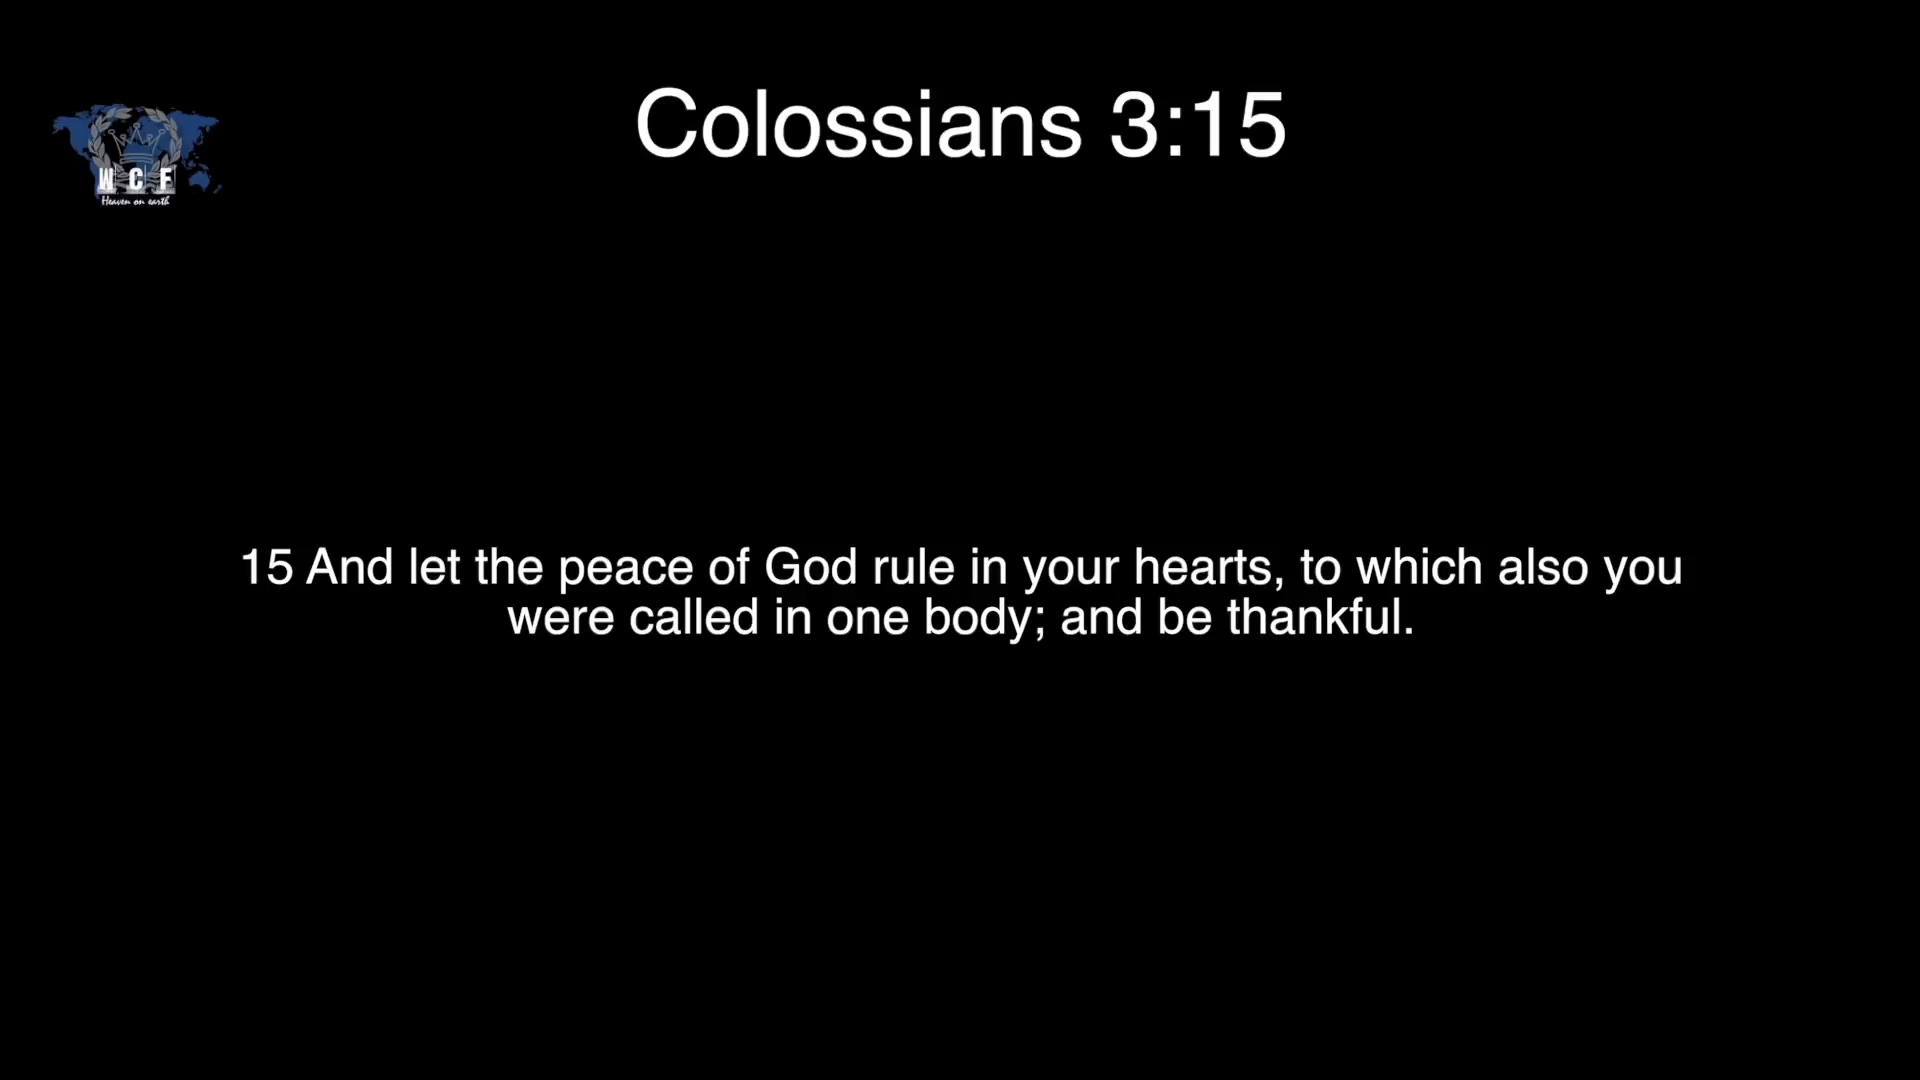 Colossians 3:15
W C F
Heaven on earth
15 And let the peace of God rule in your hearts, to which also you
were called in one body; and be thankful.